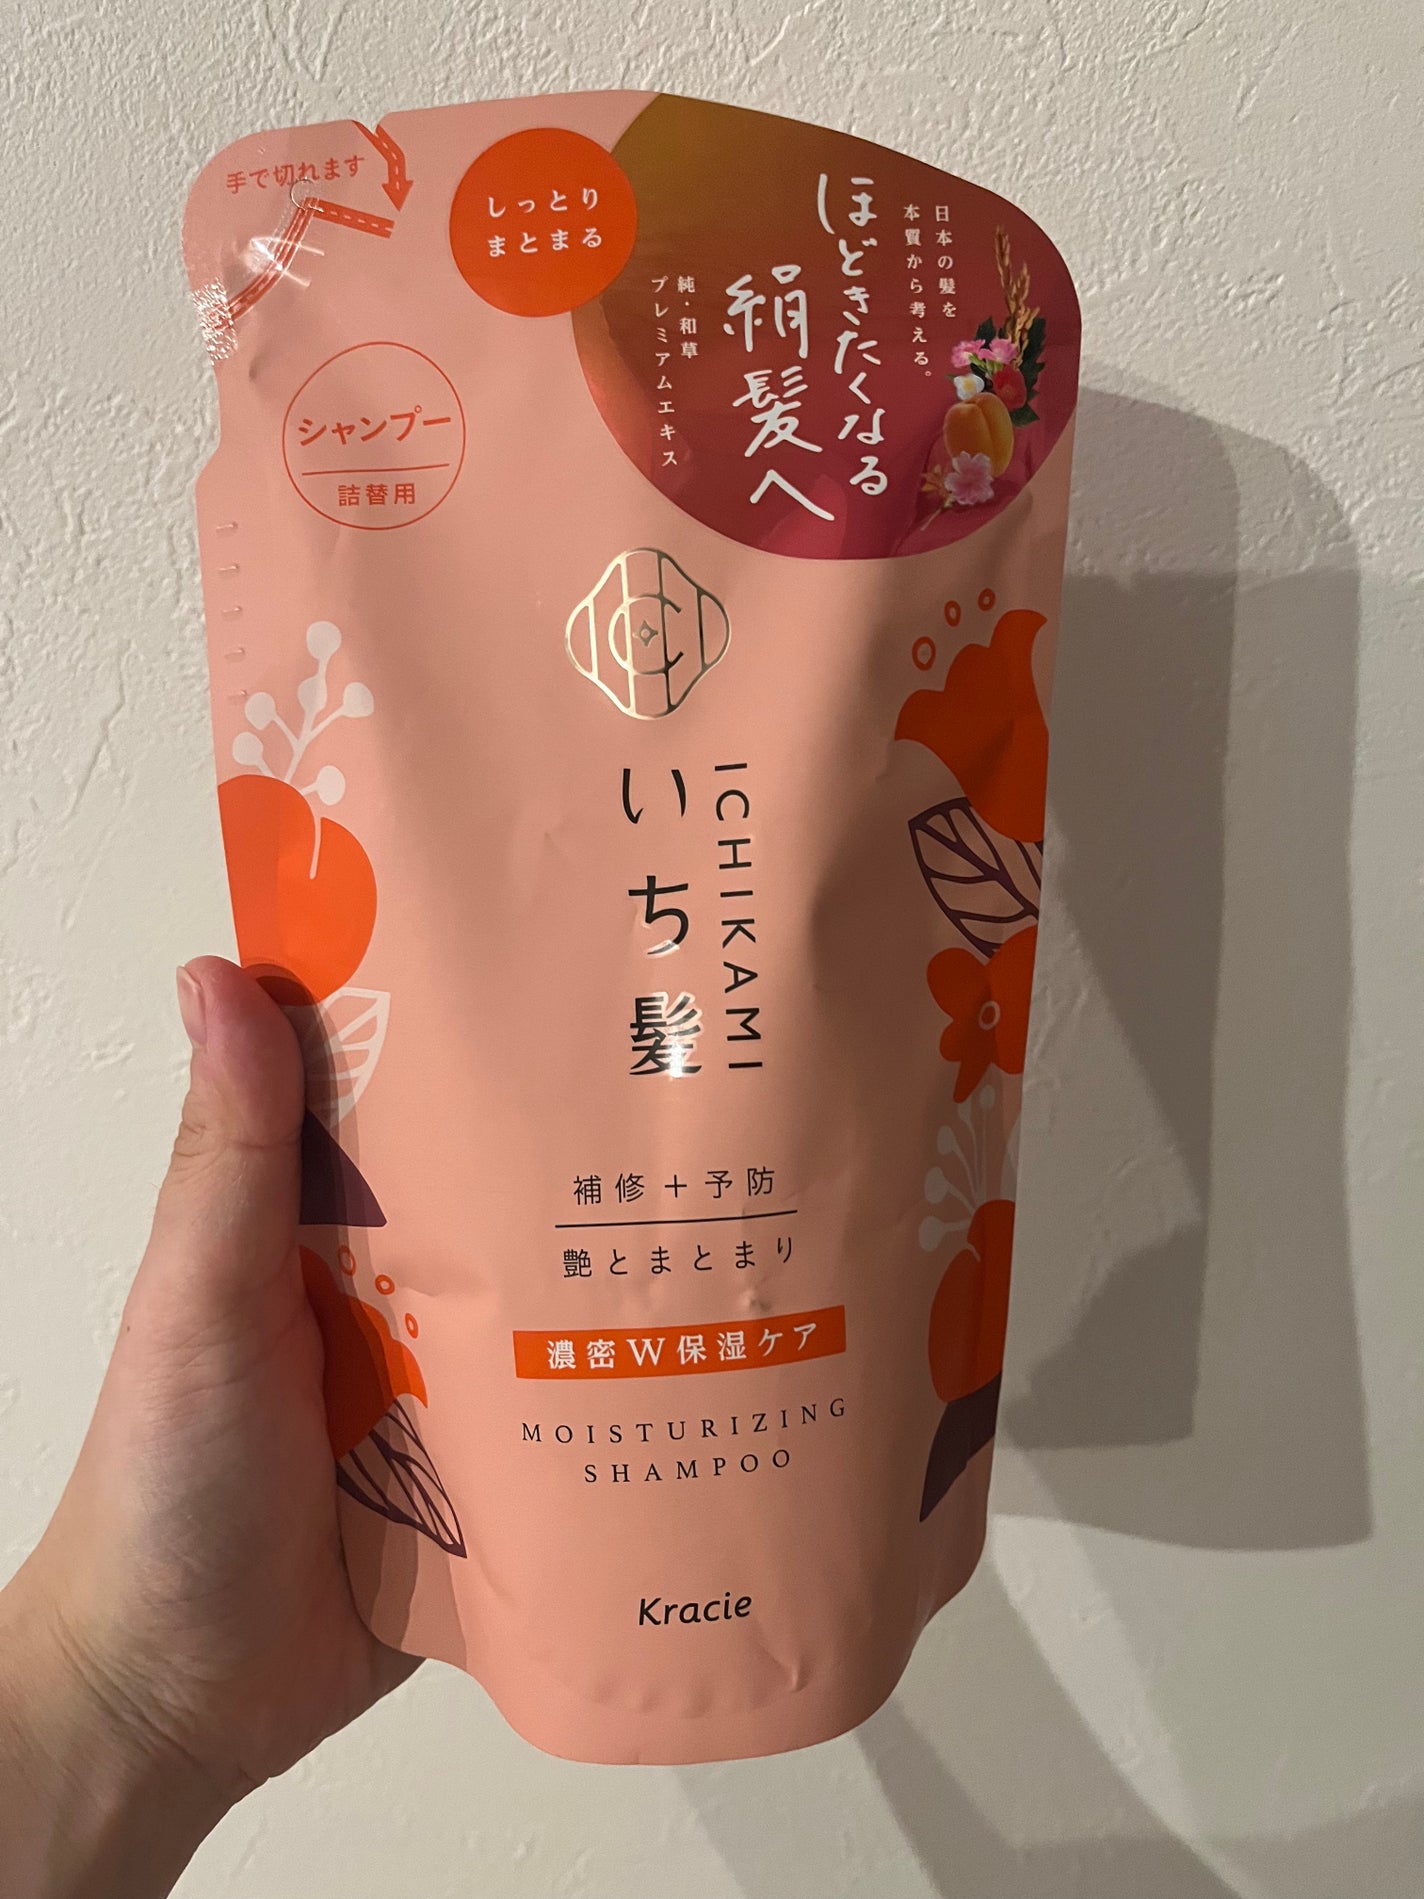 手で切れます
しっとり
まとまる
日本の髪を
本質から考える。
ほどきたくなる
絹髪へ
純・和草
プレミアムエキス
シャンプー
詰替用
ICHIKAMI
いち髪
補修+予防
艶とまとまり
濃密W保湿ケア
MOISTURIZING
SHAMPOO
Kracie